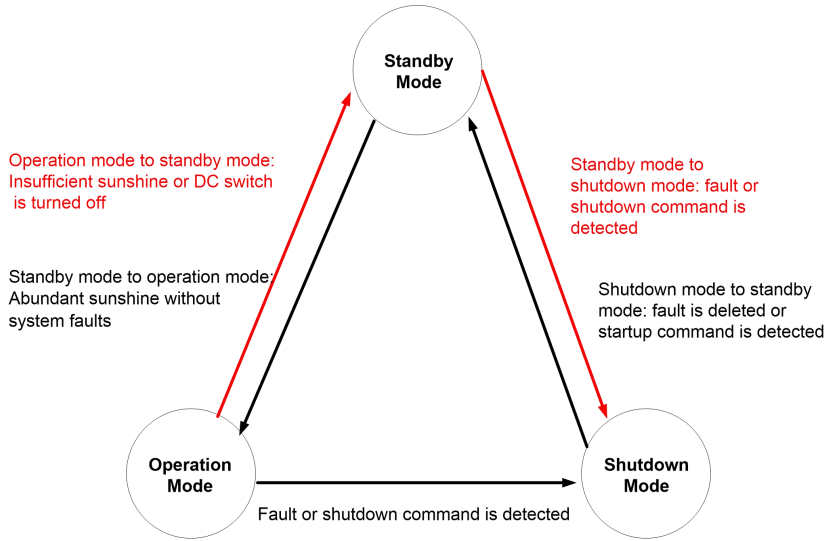 Standby
Mode
Operation mode to standby mode:
Insufficient sunshine or DC switch
is turned off
Standby mode to
shutdown mode: fault or
shutdown command is
detected
Standby mode to operation mode:
Abundant sunshine without
system faults
Shutdown mode to standby
mode: fault is deleted or
startup command is detected
Operation
Mode
Shutdown
Mode
Fault or shutdown command is detected